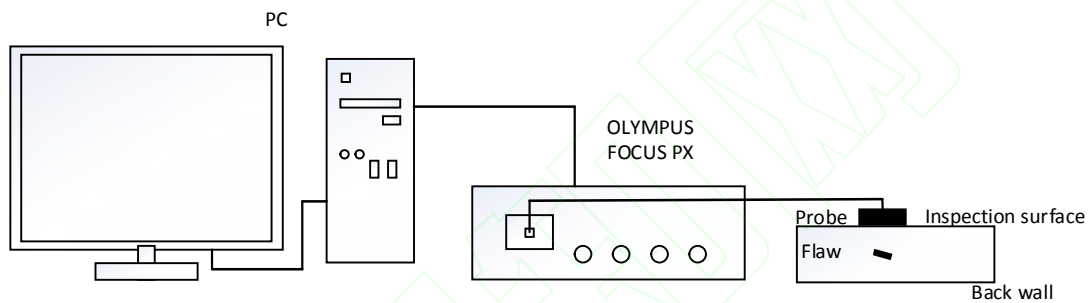 PC
OLYMPUS
FOCUS PX
Probe
Inspection surface
Flaw
Back wall